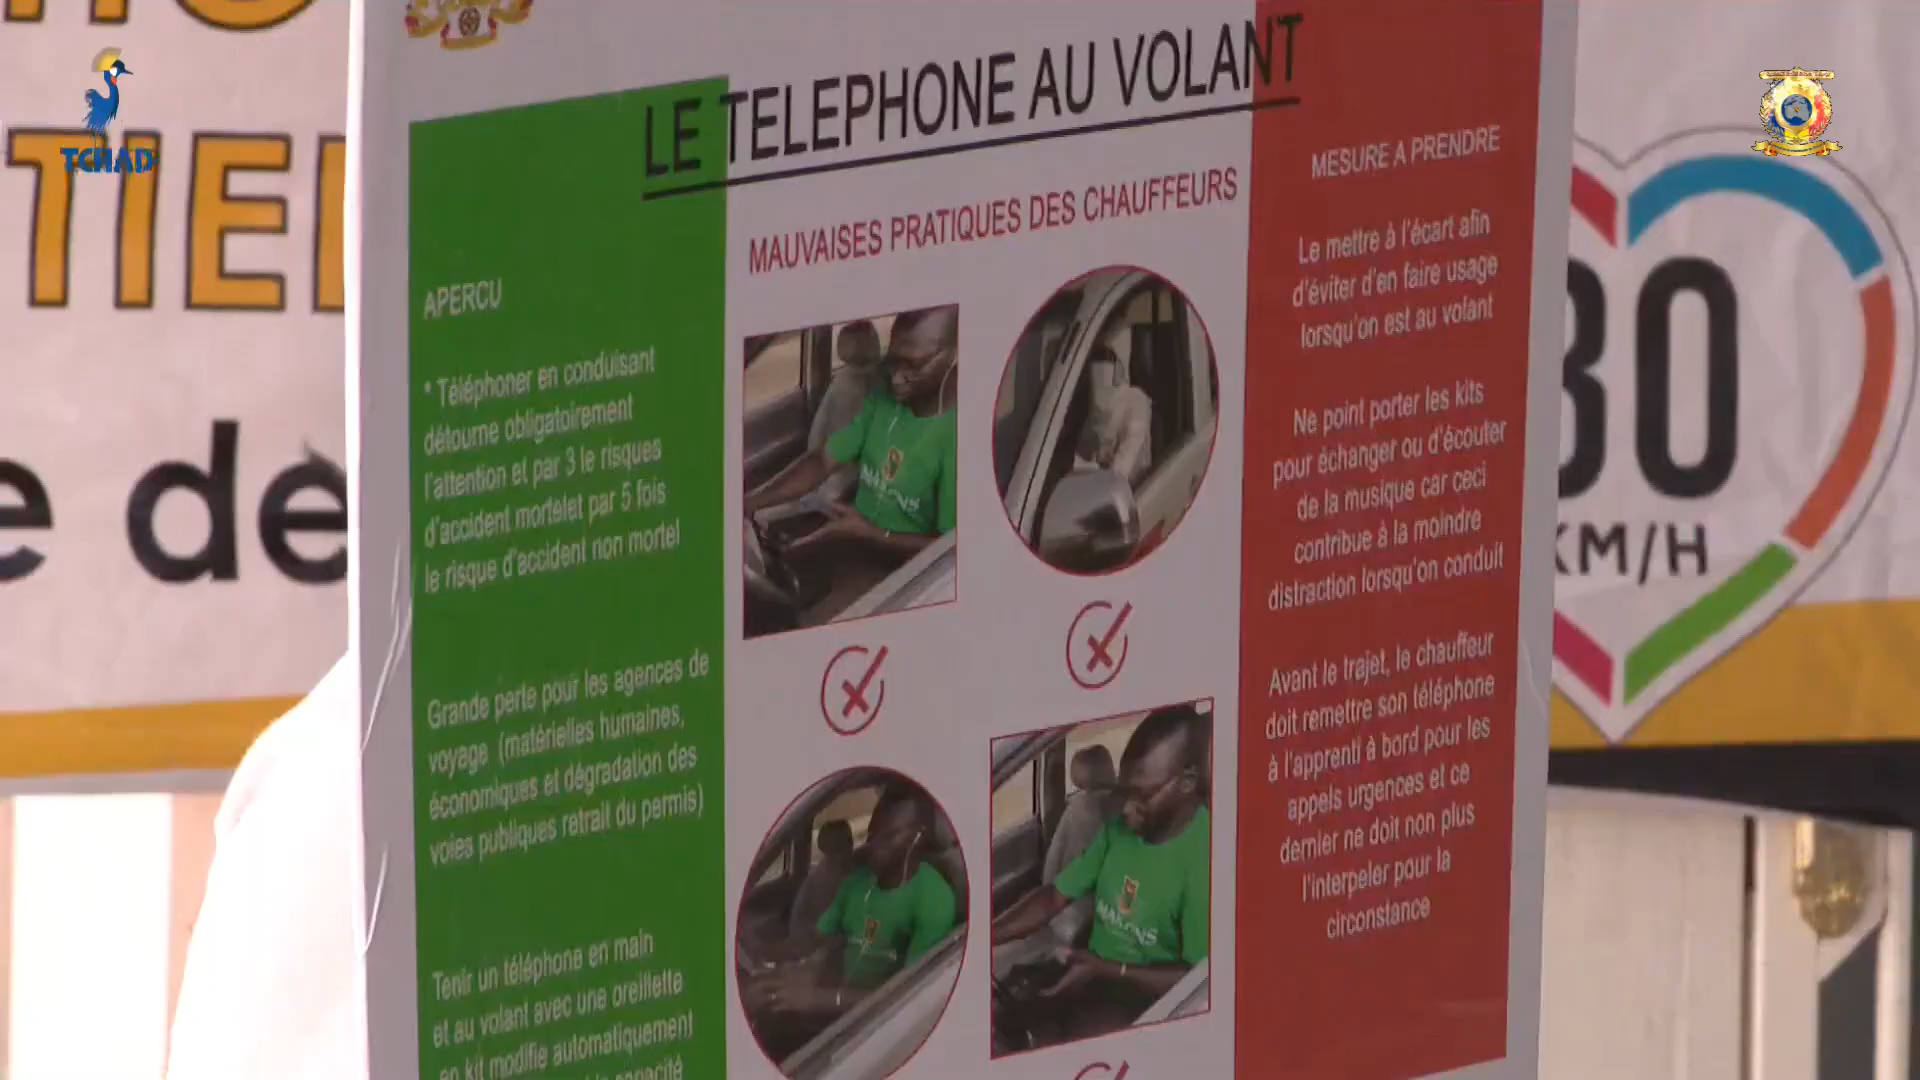 TCHAD
TIE
e de
LE TELEPHONE AU VOLANT
APERCU
* Téléphoner en conduisant
détourne obligatoirement
l'attention et par 3 le risques
d'accident mortelet par 5 fois
le risque d'accident non mortel
Grande perte pour les agences de
voyage (matérielles humaines,
économiques et dégradation des
voies publiques retrait du permis)
Tenir un téléphone en main
et au volant avec une oreillette
en kit modifie automatiquement
capacité
MAUVAISES PRATIQUES DES CHAUFFEURS
MESURE A PRENDRE
Le mettre à l'écart afin
d'éviter d'en faire usage
lorsqu'on est au volant
Ne point porter les kits
pour échanger ou d'écouter
de la musique car ceci
contribue à la moindre
distraction lorsqu'on conduit
Avant le trajet, le chauffeur
doit remettre son téléphone
à l'apprenti à bord pour les
appels urgences et ce
dernier ne doit non plus
l'interpeler pour la
circonstance
30
KM/H